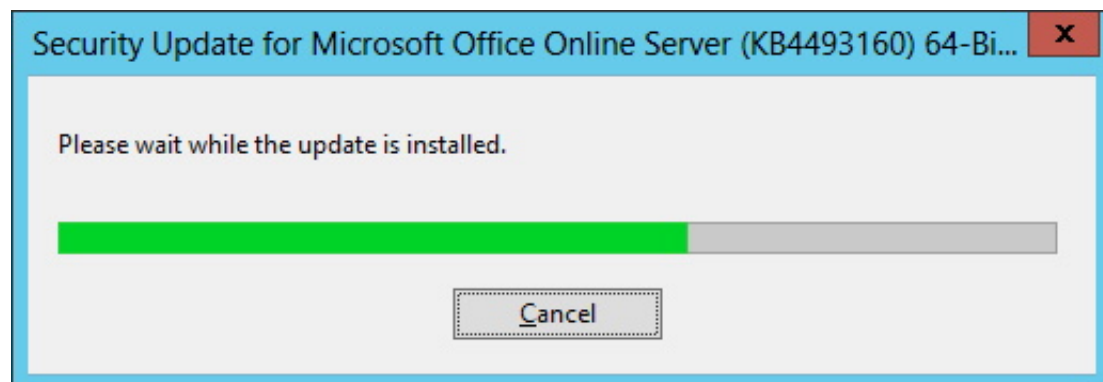 Security Update for Microsoft Office Online Server (KB4493160) 64-Bi...
Please wait while the update is installed.
Cancel